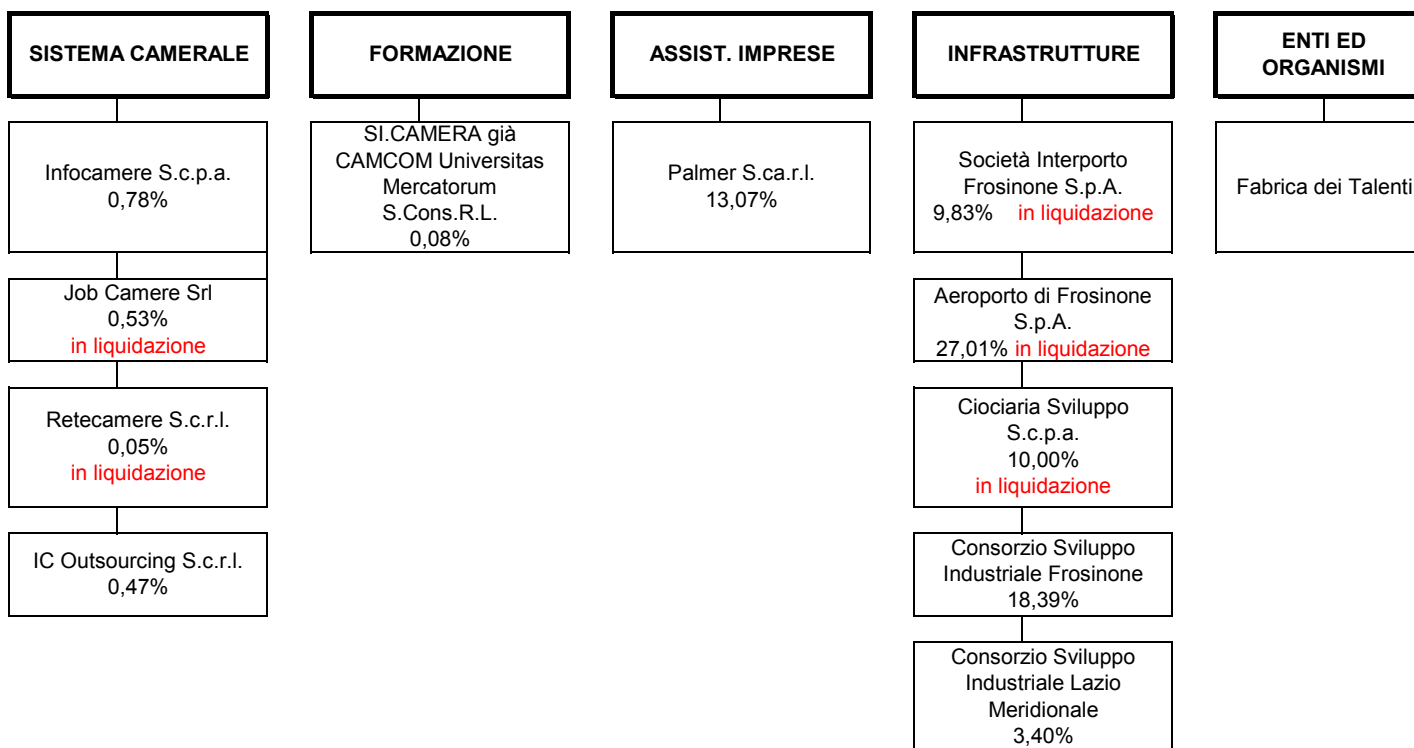 SISTEMA CAMERALE
Infocamere S.c.p.a.
0,78%
Job Camere Srl
0,53%
in liquidazione
Retecamere S.c.r.l.
0,05%
in liquidazione
IC Outsourcing S.c.r.l.
0,47%
FORMAZIONE
SI.CAMERA già
CAMCOM Universitas
Mercatorum
S.Cons.R.L.
0,08%
ASSIST. IMPRESE
Palmer S.ca.r.l.
13,07%
INFRASTRUTTURE
Società Interporto
Frosinone S.p.A.
9,83% in liquidazione
Aeroporto di Frosinone
S.p.A.
27,01% in liquidazione
Ciociaria Sviluppo
S.c.p.a.
10,00%
in liquidazione
Consorzio Sviluppo
Industriale Frosinone
18,39%
Consorzio Sviluppo
Industriale Lazio
Meridionale
3,40%
ENTI ED
ORGANISMI
Fabrica dei Talenti